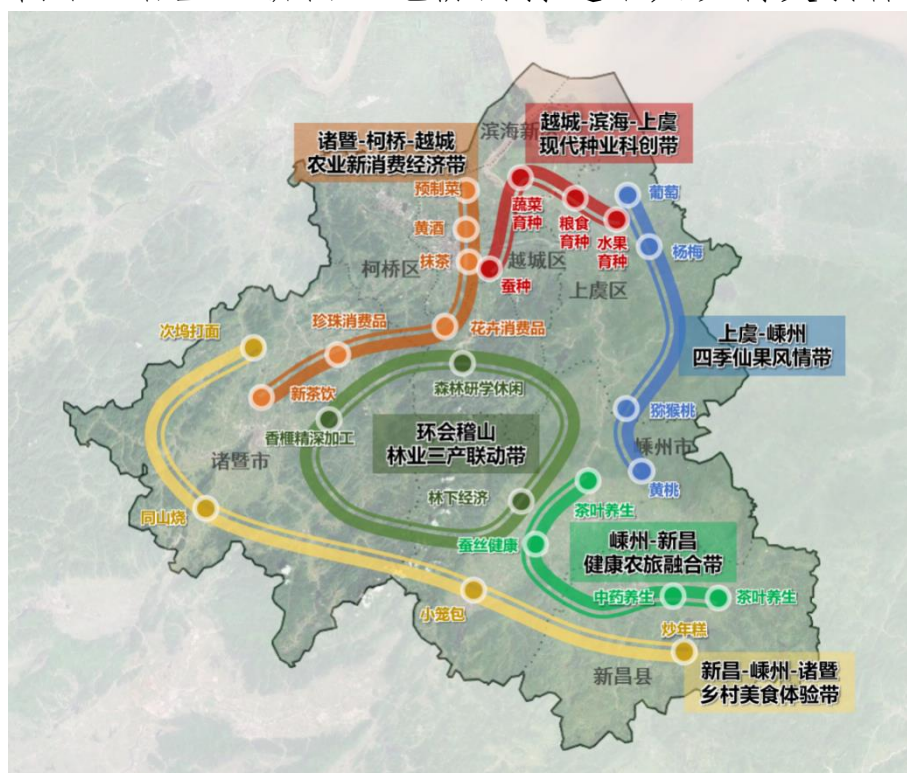 诸暨-柯桥-越城
农业新消费经济带
滨海新
越城-滨海-上虞
现代种业科创带
预制菜
黄酒
抹茶
柯桥区
蔬菜
育种
粮食
育种
水果
育种
葡萄
杨梅
越城区
蚕种
上虞区
次坞打面
珍珠消费品
花卉消费品
上虞-嵊州
四季仙果风情带
新茶饮
森林研学休闲
香榧精深加工
环会稽山
林业三产联动带
猕猴桃
嵊州市
诸暨市
黄桃
林下经济
茶叶养生
同山烧
蚕丝健康
嵊州-新昌
健康农旅融合带
中药养生
茶叶养生
小笼包
炒年糕
新昌县
新昌-嵊州-诸暨
乡村美食体验带